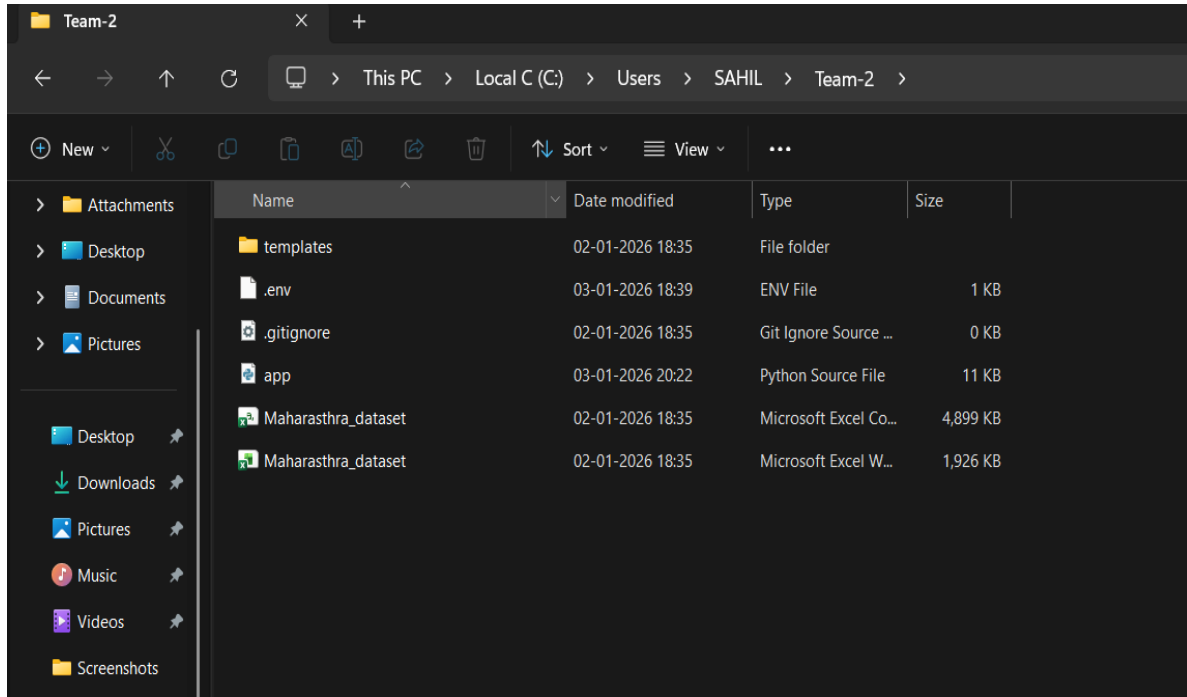 Team-2
This PC > Local C (C:) > Users > SAHIL > Team-2 >
New Sort View ...
Name Date modified Type Size
Attachments
Desktop
Documents
Pictures
Desktop
Downloads
Pictures
Music
Videos
Screenshots
templates 02-01-2026 18:35 File folder
.env 03-01-2026 18:39 ENV File 1 KB
.gitignore 02-01-2026 18:35 Git Ignore Source ... 0 KB
app 03-01-2026 20:22 Python Source File 11 KB
Maharasthra_dataset 02-01-2026 18:35 Microsoft Excel Co... 4,899 KB
Maharasthra_dataset 02-01-2026 18:35 Microsoft Excel W... 1,926 KB